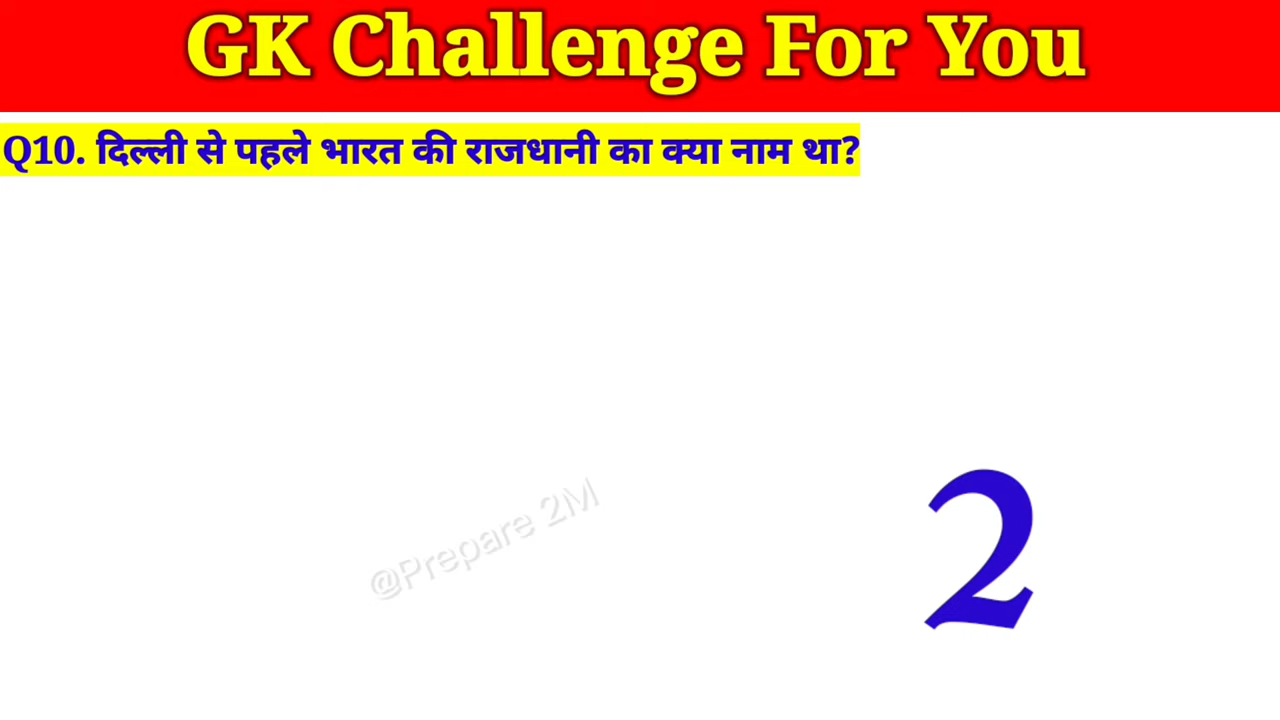 GK Challenge For You
Q10. दिल्ली से पहले भारत की राजधानी का क्या नाम था?
@Prepare 2M
2